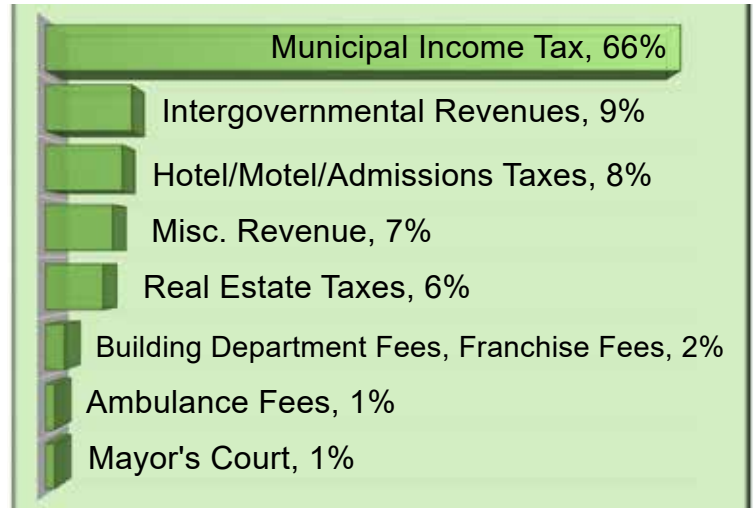 Municipal Income Tax, 66%
Intergovernmental Revenues, 9%
Hotel/Motel/Admissions Taxes, 8%
Misc. Revenue, 7%
Real Estate Taxes, 6%
Building Department Fees, Franchise Fees, 2%
Ambulance Fees, 1%
Mayor's Court, 1%